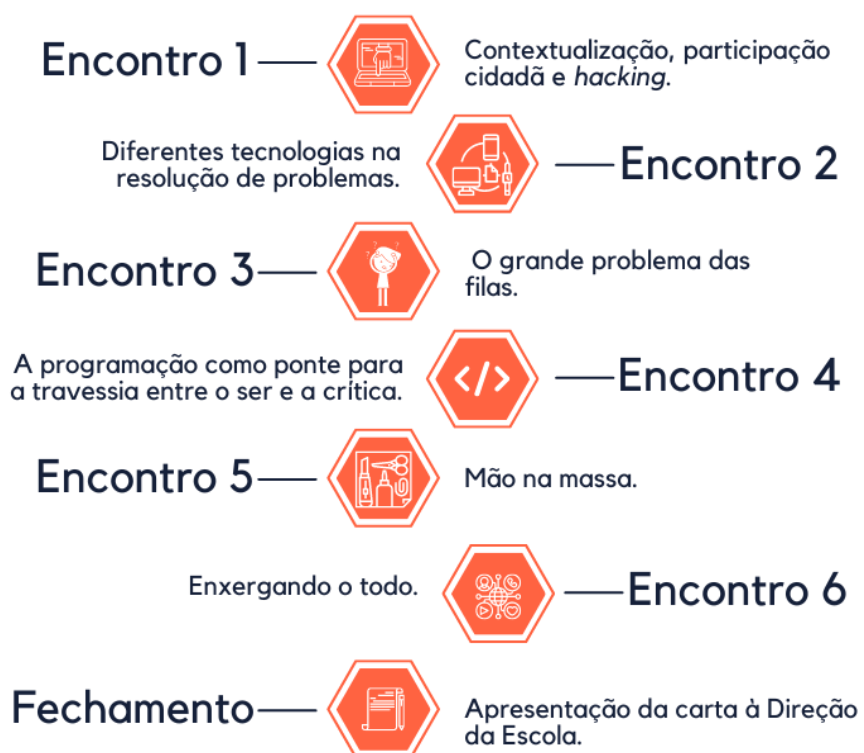 Encontro 1
Contextualização, participação
cidadã e hacking.
Diferentes tecnologias na
resolução de problemas.
Encontro 2
Encontro 3
O grande problema das
filas.
A programação como ponte para
a travessia entre o ser e a crítica.
</>
Encontro 4
Encontro 5
Mão na massa.
Enxergando o todo.
Encontro 6
Fechamento
Apresentação da carta à Direção
da Escola.